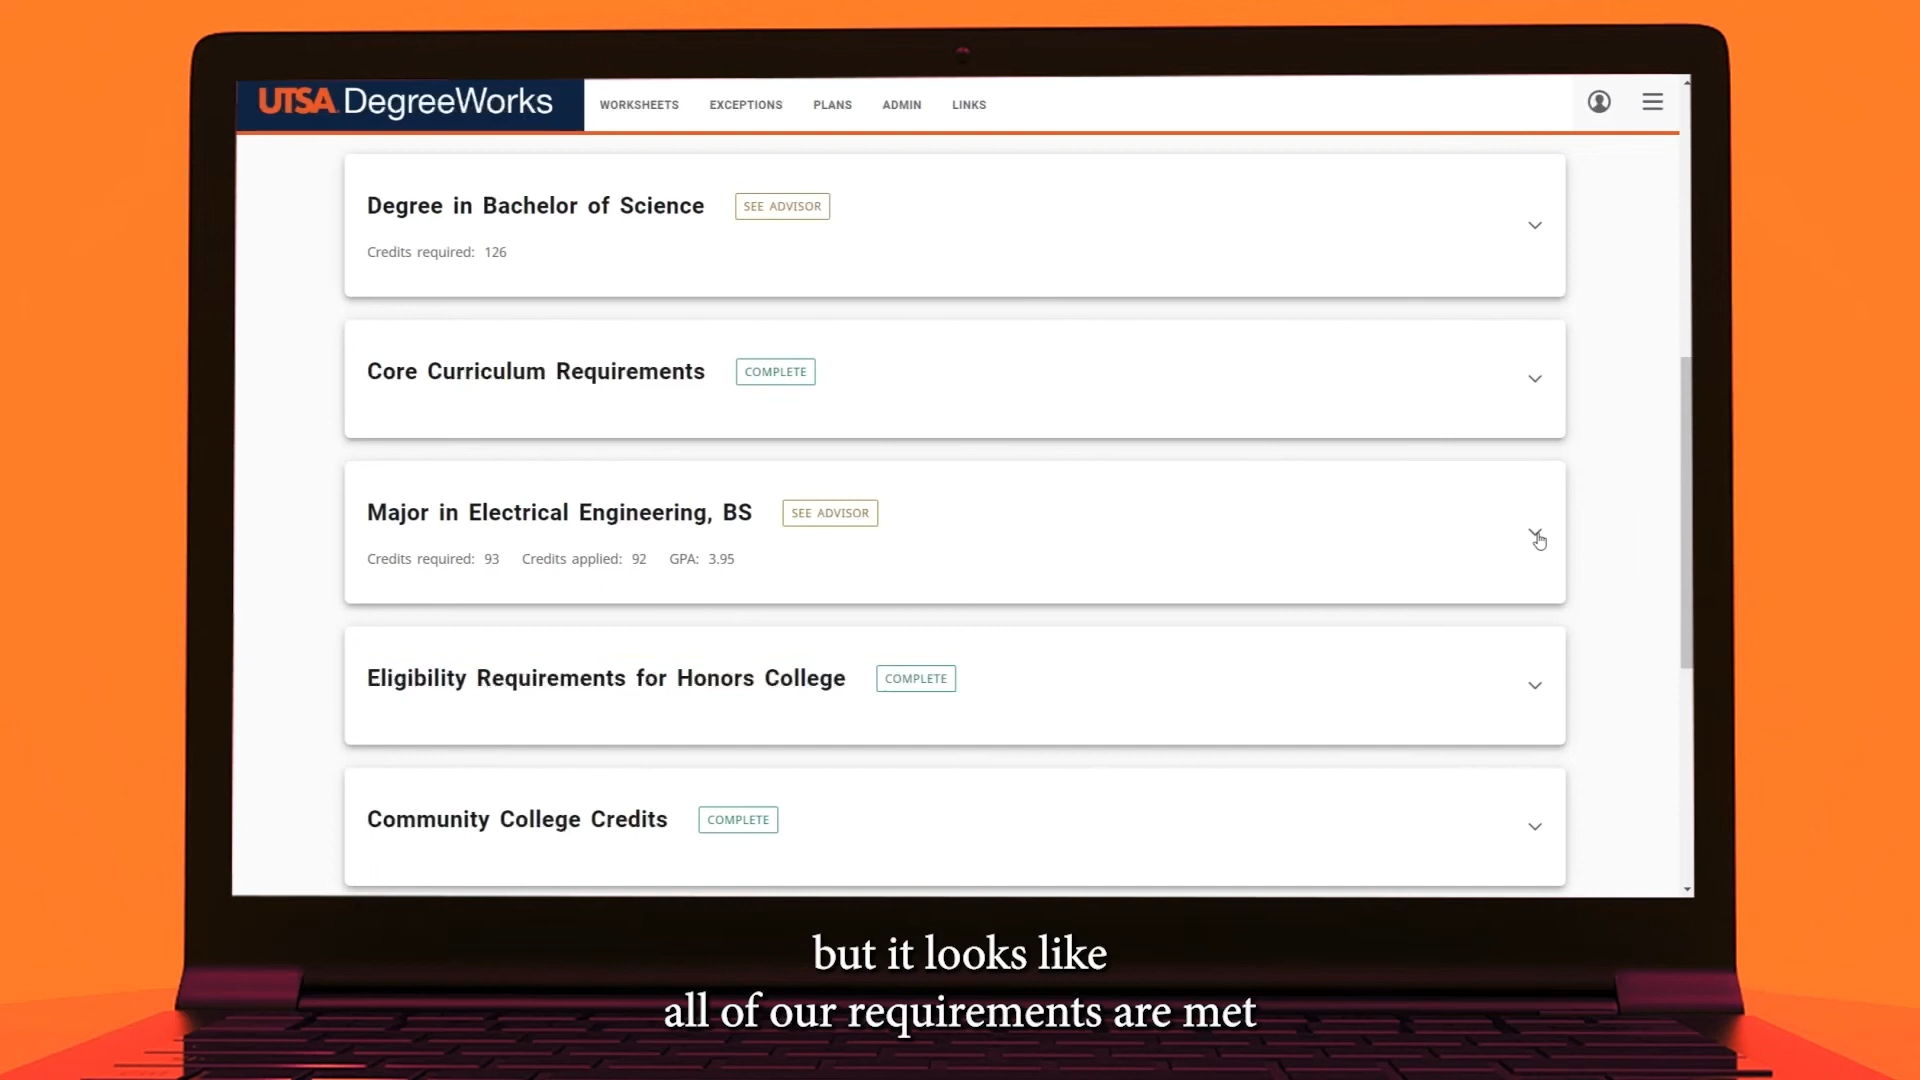 UTSA DegreeWorks
WORKSHEETS EXCEPTIONS PLANS ADMIN LINKS
Degree in Bachelor of Science SEE ADVISOR
Credits required: 126
Core Curriculum Requirements COMPLETE
Major in Electrical Engineering, BS SEE ADVISOR
Credits required: 93 Credits applied: 92 GPA: 3.95
Eligibility Requirements for Honors College COMPLETE
Community College Credits COMPLETE
but it looks like
all of our requirements are met